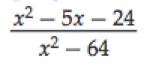 x² – 5x – 24
x² – 64